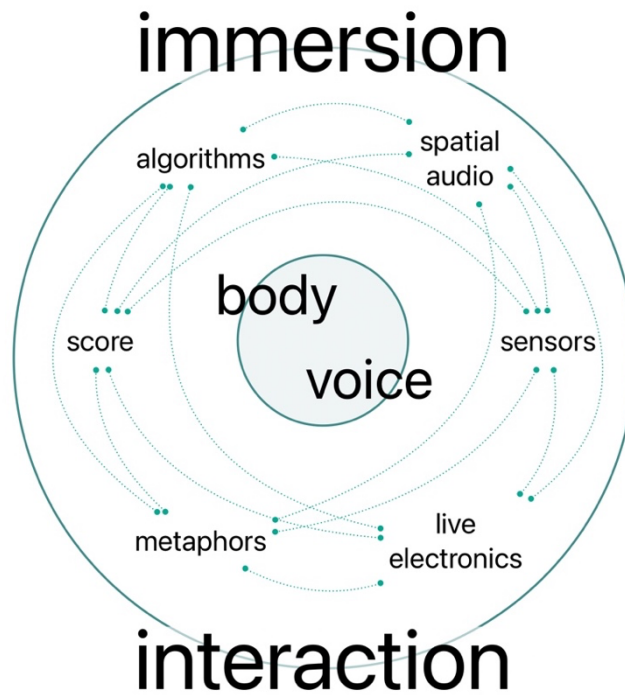 immersion
algorithms
spatial
audio
body
voice
score
sensors
metaphors
live
electronics
interaction